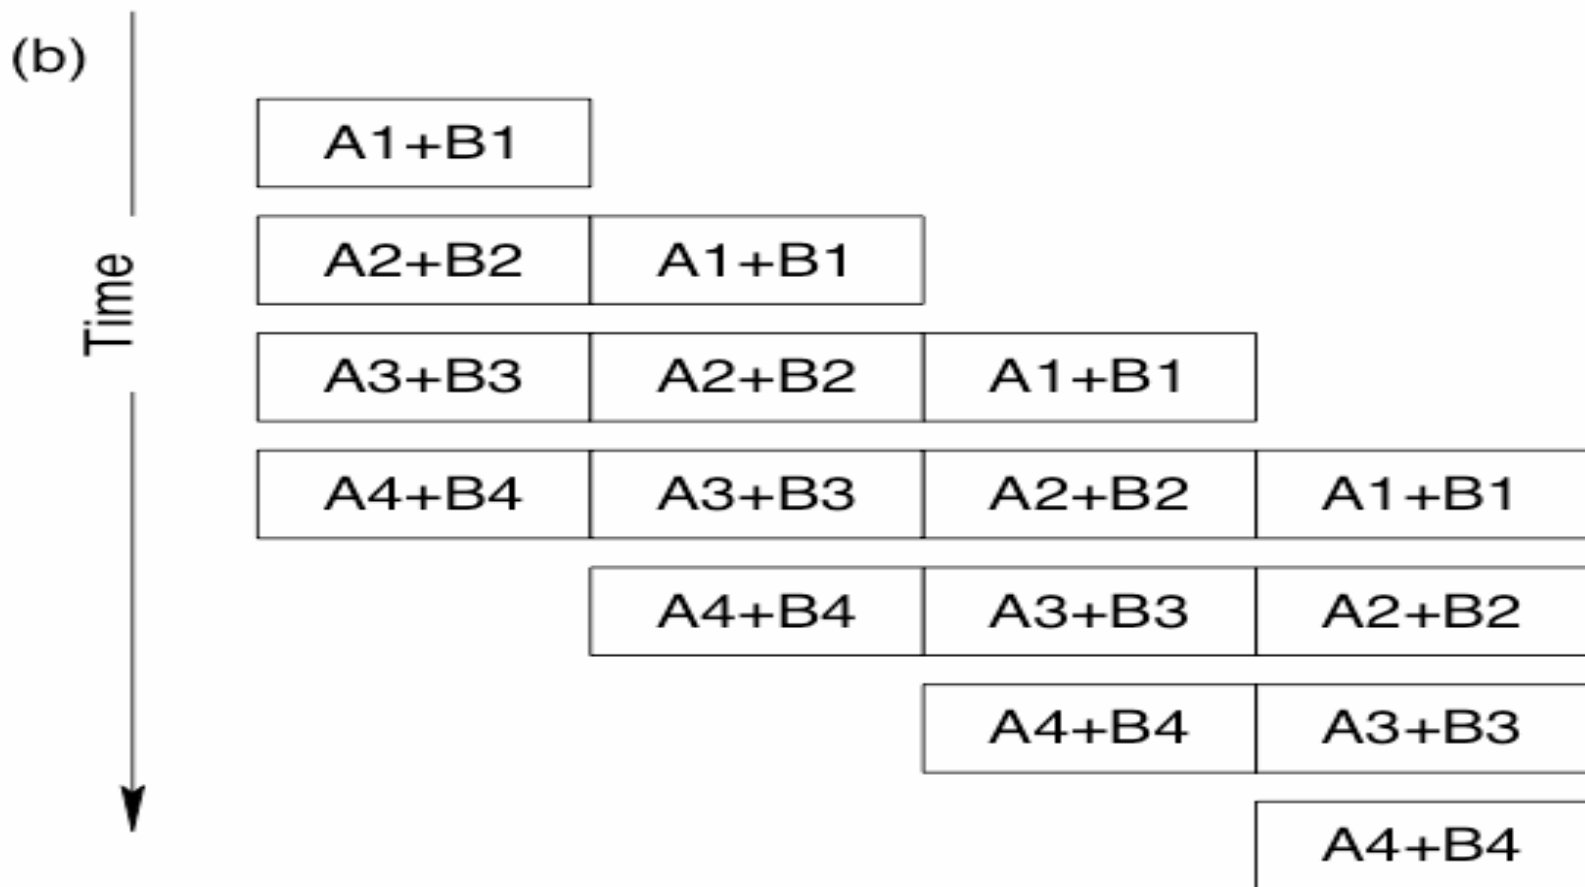 (b)
A1+B1
Time
A2+B2 A1+B1
A3+B3 A2+B2 A1+B1
A4+B4 A3+B3 A2+B2 A1+B1
A4+B4 A3+B3 A2+B2
A4+B4 A3+B3
A4+B4